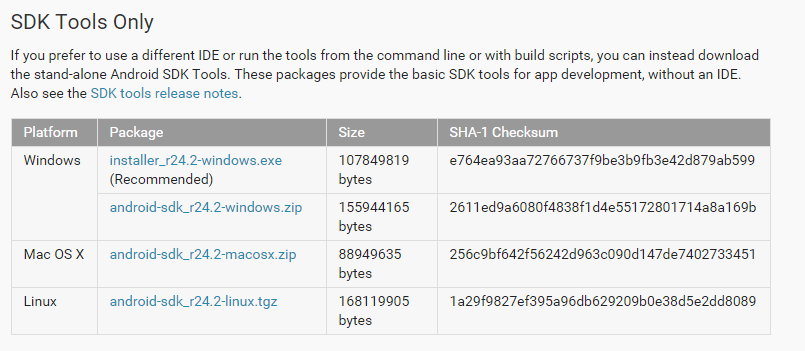 SDK Tools Only
If you prefer to use a different IDE or run the tools from the command line or with build scripts, you can instead download
the stand-alone Android SDK Tools. These packages provide the basic SDK tools for app development, without an IDE.
Also see the SDK tools release notes.
Platform Package Size SHA-1 Checksum
Windows installer_r24.2-windows.exe 107849819 e764ea93aa72766737f9be3b9fb3e42d879ab599
(Recommended) bytes
android-sdk_r24.2-windows.zip 155944165 2611ed9a6080f4838f1d4e55172801714a8a169b
bytes
Mac OS X android-sdk_r24.2-macosx.zip 88949635 256c9bf642f56242d963c090d147de7402733451
bytes
Linux android-sdk_r24.2-linux.tgz 168119905 1a29f9827ef395a96db629209b0e38d5e2dd8089
bytes